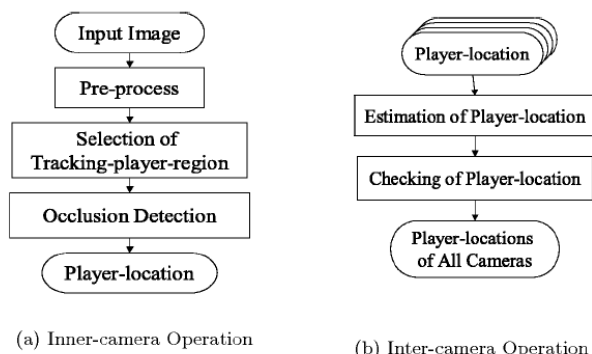 Input Image
Pre-process
Selection of
Tracking-player-region
Occlusion Detection
Player-location
(a) Inner-camera Operation
Player-location
Estimation of Player-location
Checking of Player-location
Player-locations
of All Cameras
(b) Inter-camera Operation